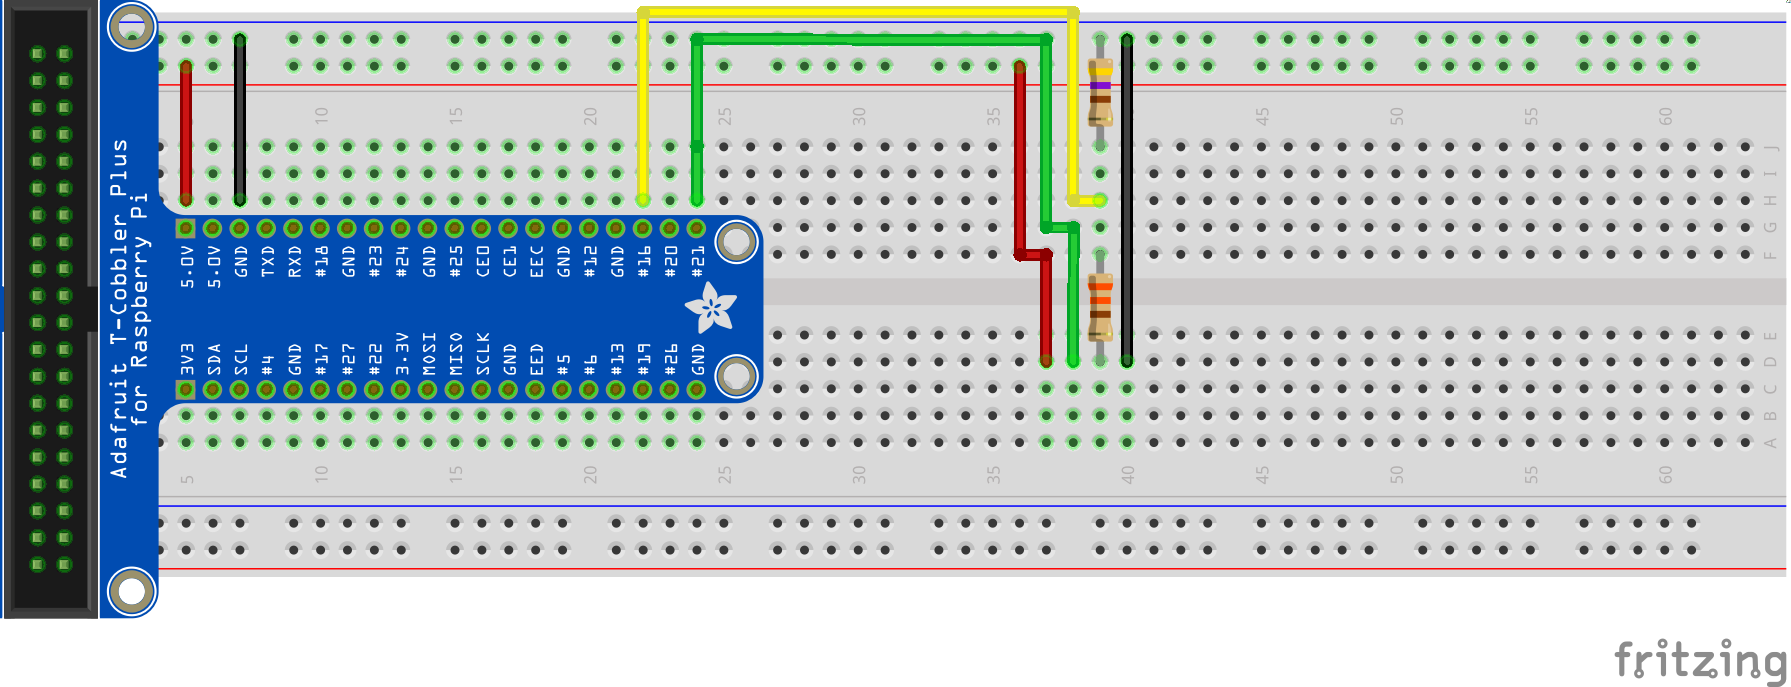 Adafruit T-Cobbler Plus
for Raspberry Pi
10 15 20 25 30 35 45 50 55 60
J
I
H
G
F
5.0V 5.0V GND TXD RXD #18 GND #23 #24 GND #25 CE0 CE1 EEC GND #12 GND #16 #20 #21
3V3 SDA SCL #4 GND #17 #27 #22 3.3V MOSI MISO SCLK GND EED #5 #6 #13 #19 #26 GND
E
D
C
B
A
5 10 15 20 25 30 35 40 45 50 55 60
fritzing